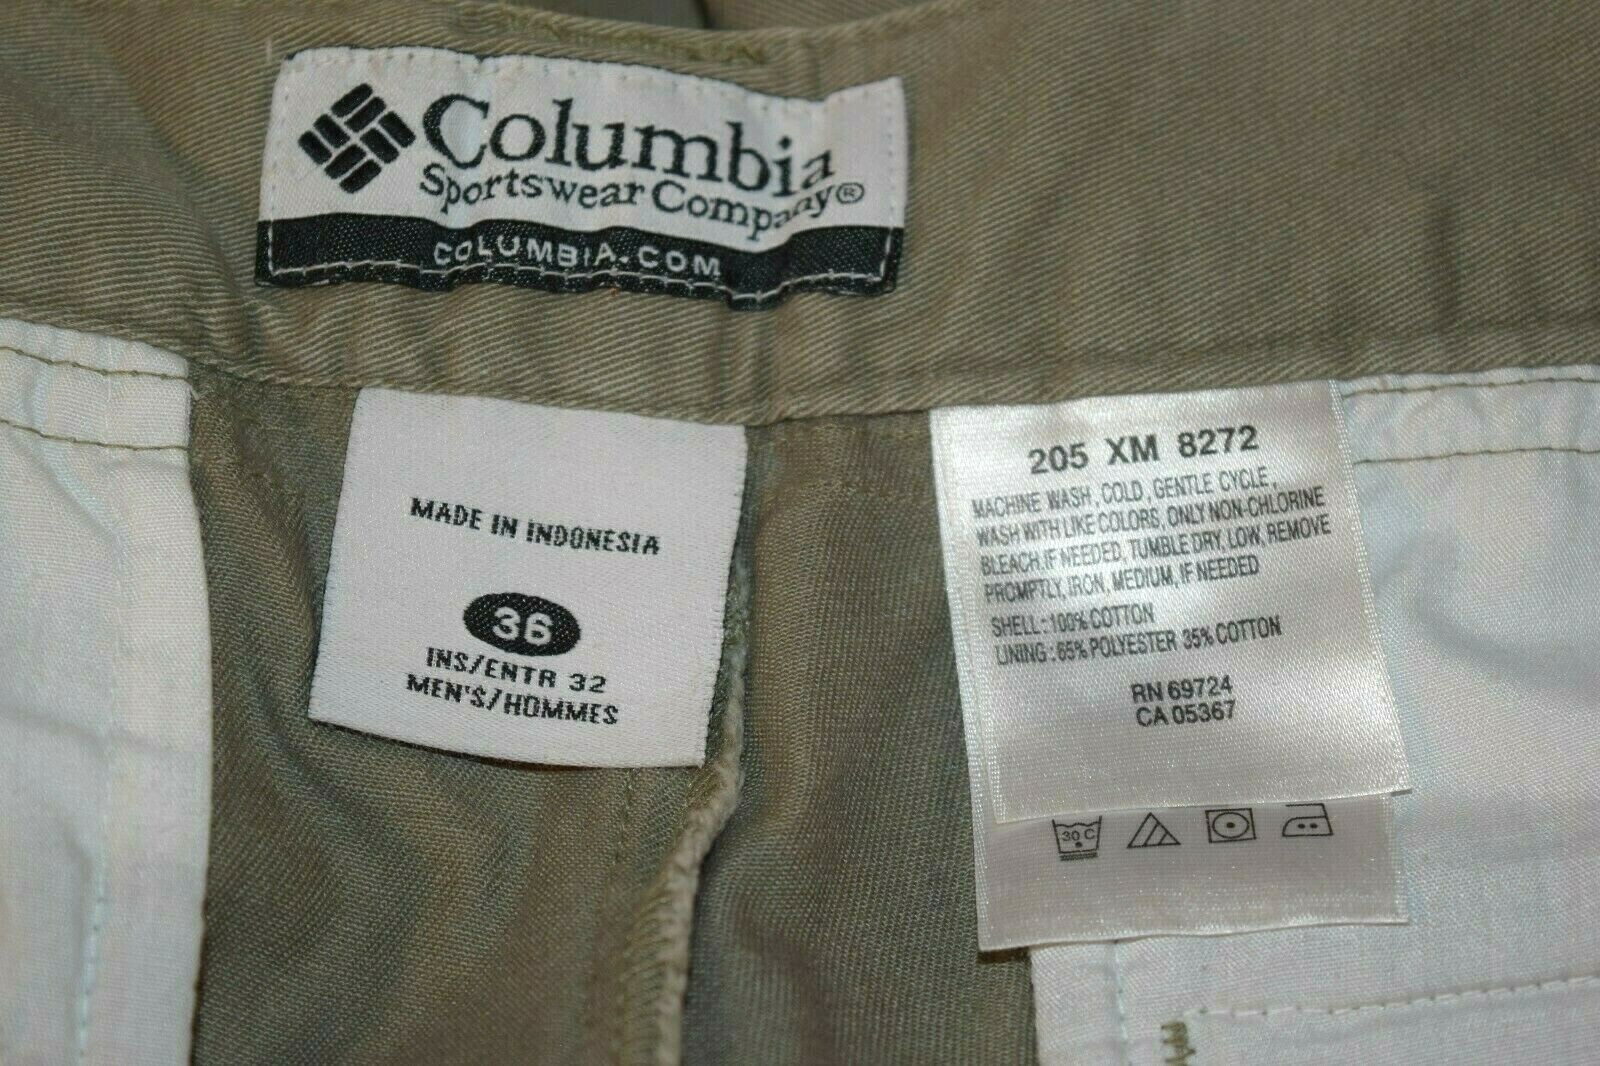 Columbia
Sportswear Company®
COLUMBIA.COM
MADE IN INDONESIA
36
INS/ENTR 32
MEN'S/HOMMES
205 XM 8272
MACHINE WASH, COLD, GENTLE CYCLE,
WASH WITH LIKE COLORS, ONLY NON-CHLORINE
BLEACH.IF NEEDED, TUMBLE DRY, LOW, REMOVE
PROMPTLY, IRON, MEDIUM, IF NEEDED
SHELL: 100% COTTON
LINING: 65% POLYESTER 35% COTTON
RN 69724
CA 05367
30 C